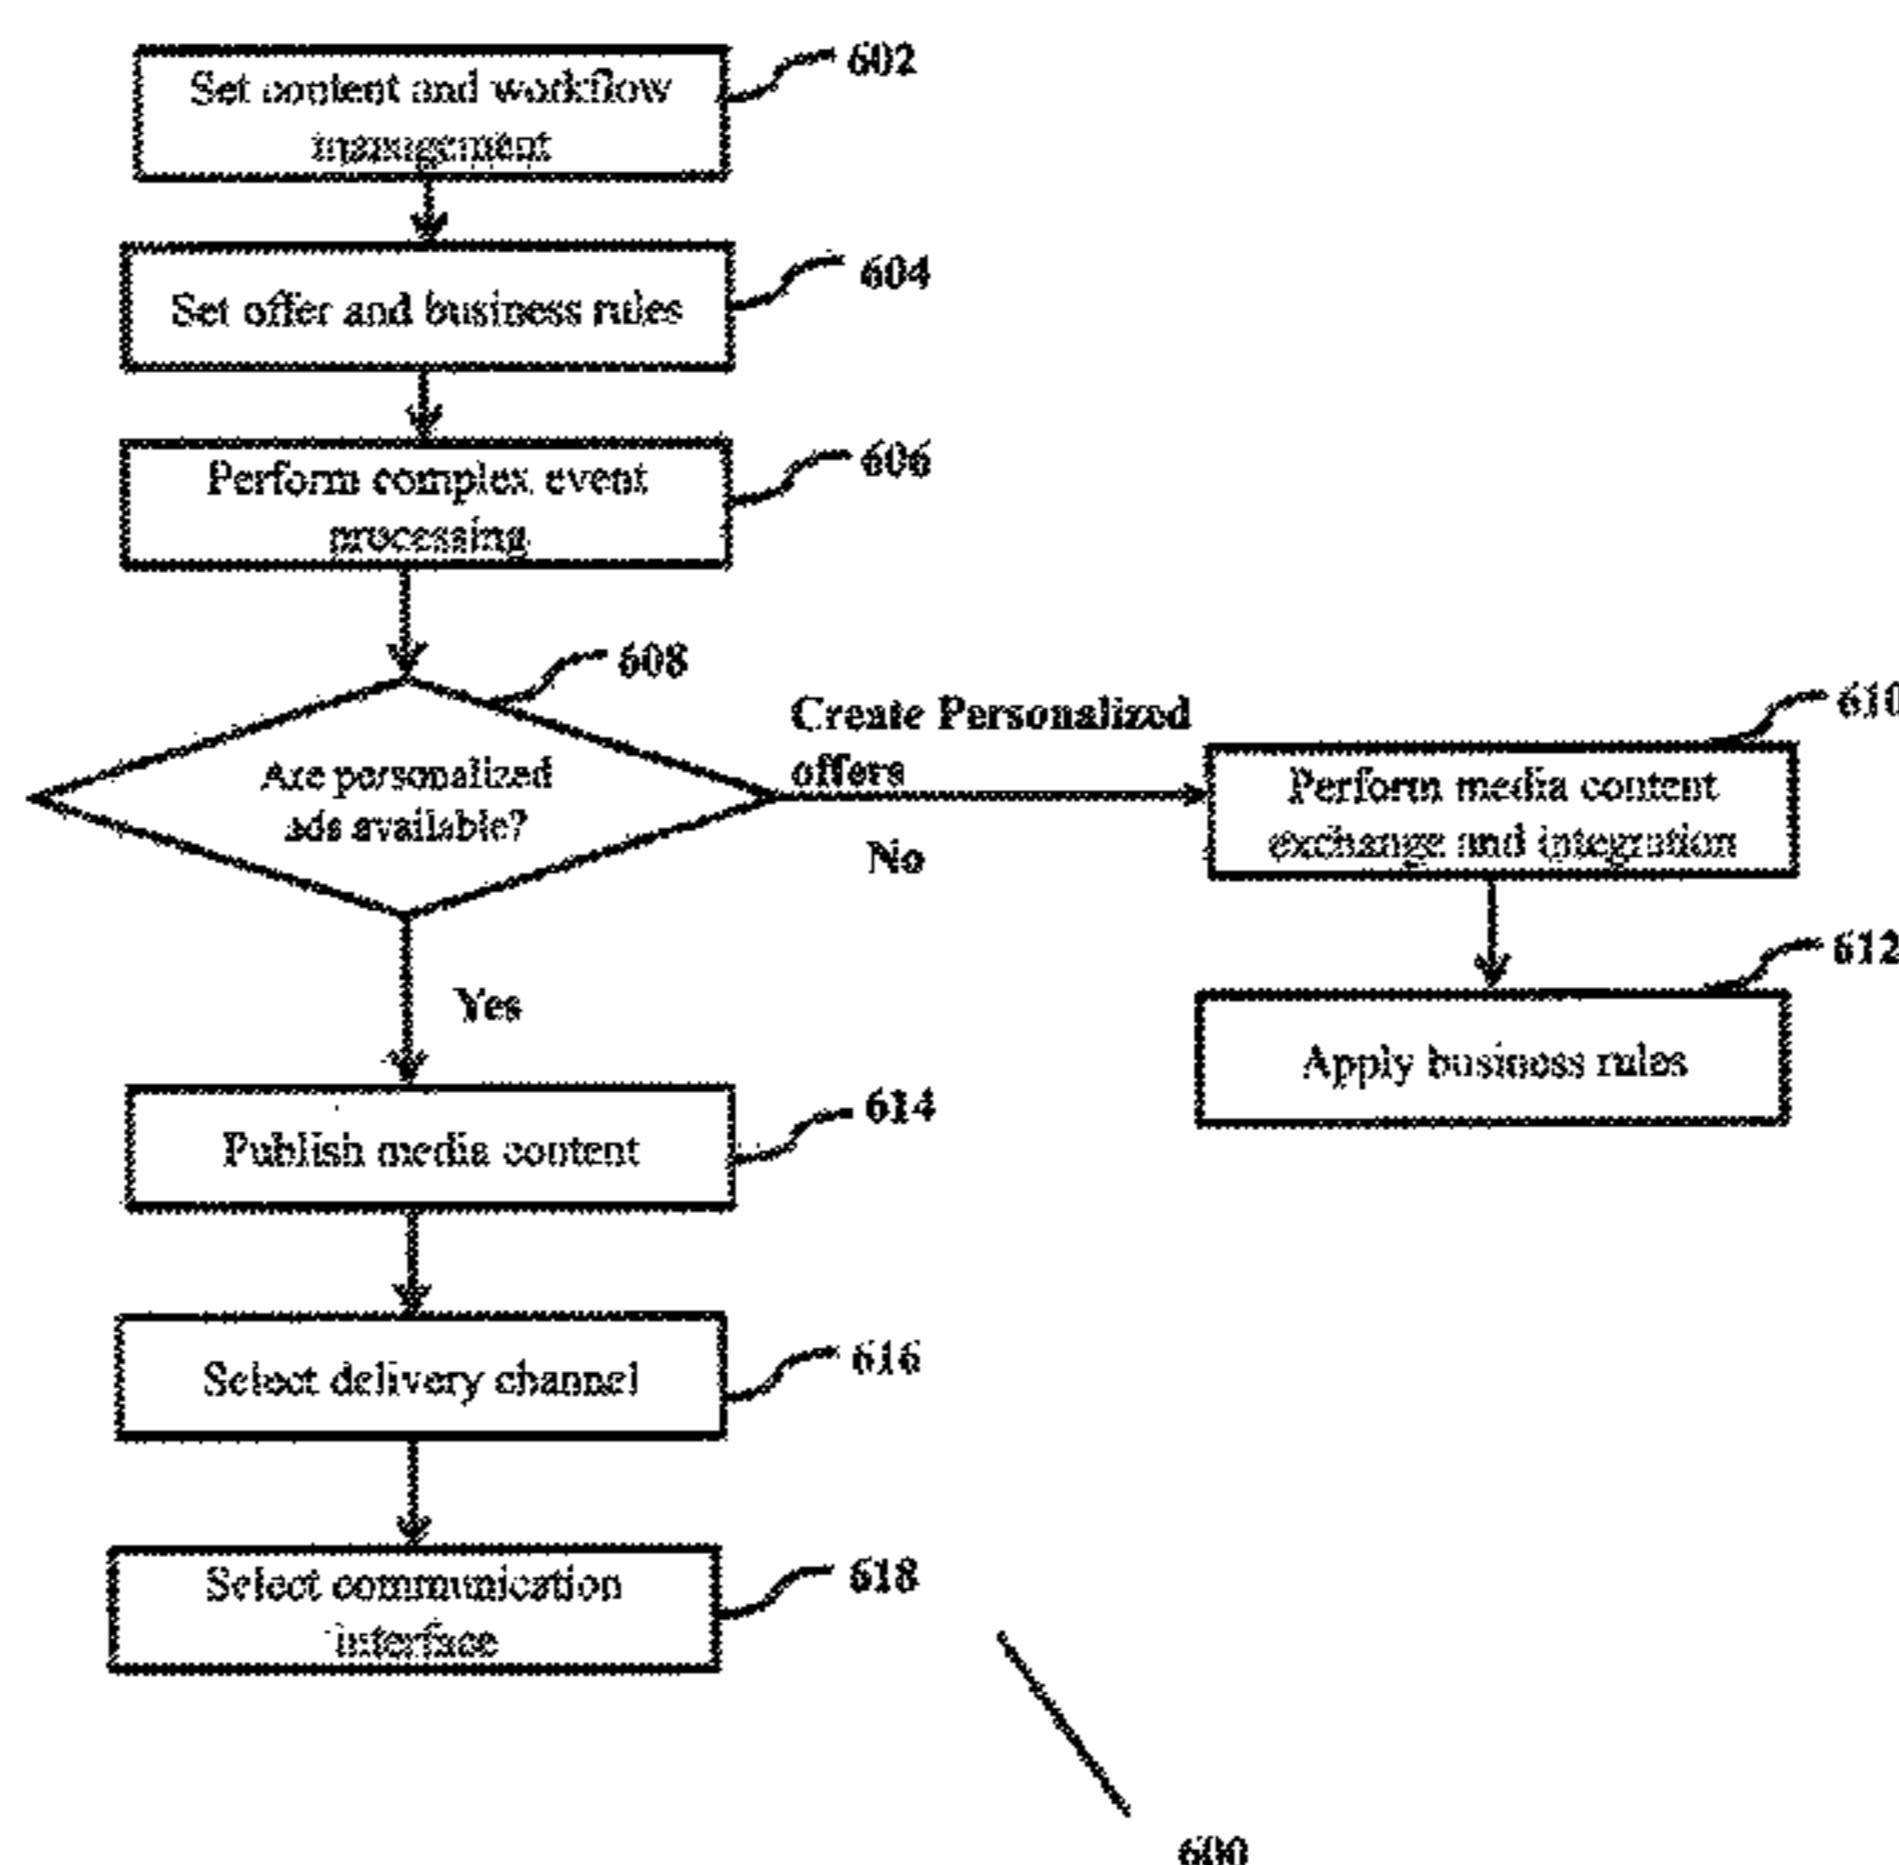 602
Set content and workflow
management
604
Set offer and business rules
606
Perform complex event
processing
608
Are personalized
ads available?
Create Personalized
offers
No
610
Perform media content
exchange and integration
612
Apply business rules
Yes
614
Publish media content
616
Select delivery channel
618
Select communication
interface
600